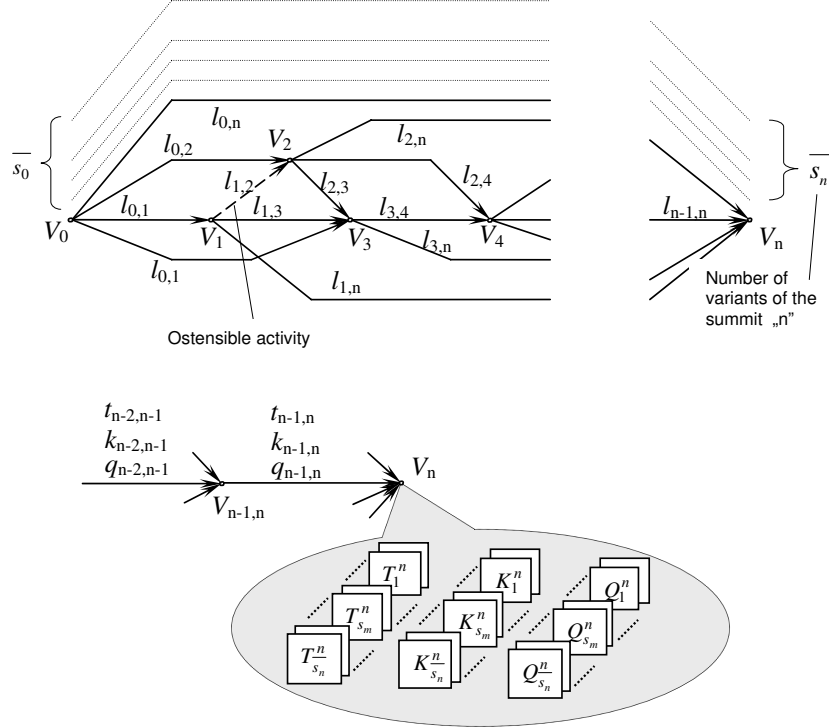 l0,n
V2
l2,n
l0,2
s0
l1,2
l2,3
l2,4
sn
l0,1
l1,3
l3,4
ln-1,n
V0
V1
V3
V4
Vn
l3,n
l0,1
l1,n
Number of
variants of the
summit „n”
Ostensible activity
tn-2,n-1
kn-2,n-1
qn-2,n-1
tn-1,n
kn-1,n
qn-1,n
Vn
Vn-1,n
T1n
K1n
Q1n
Tsmn
Ksmn
Qsmn
Tsnn
Ksnn
Qsnn